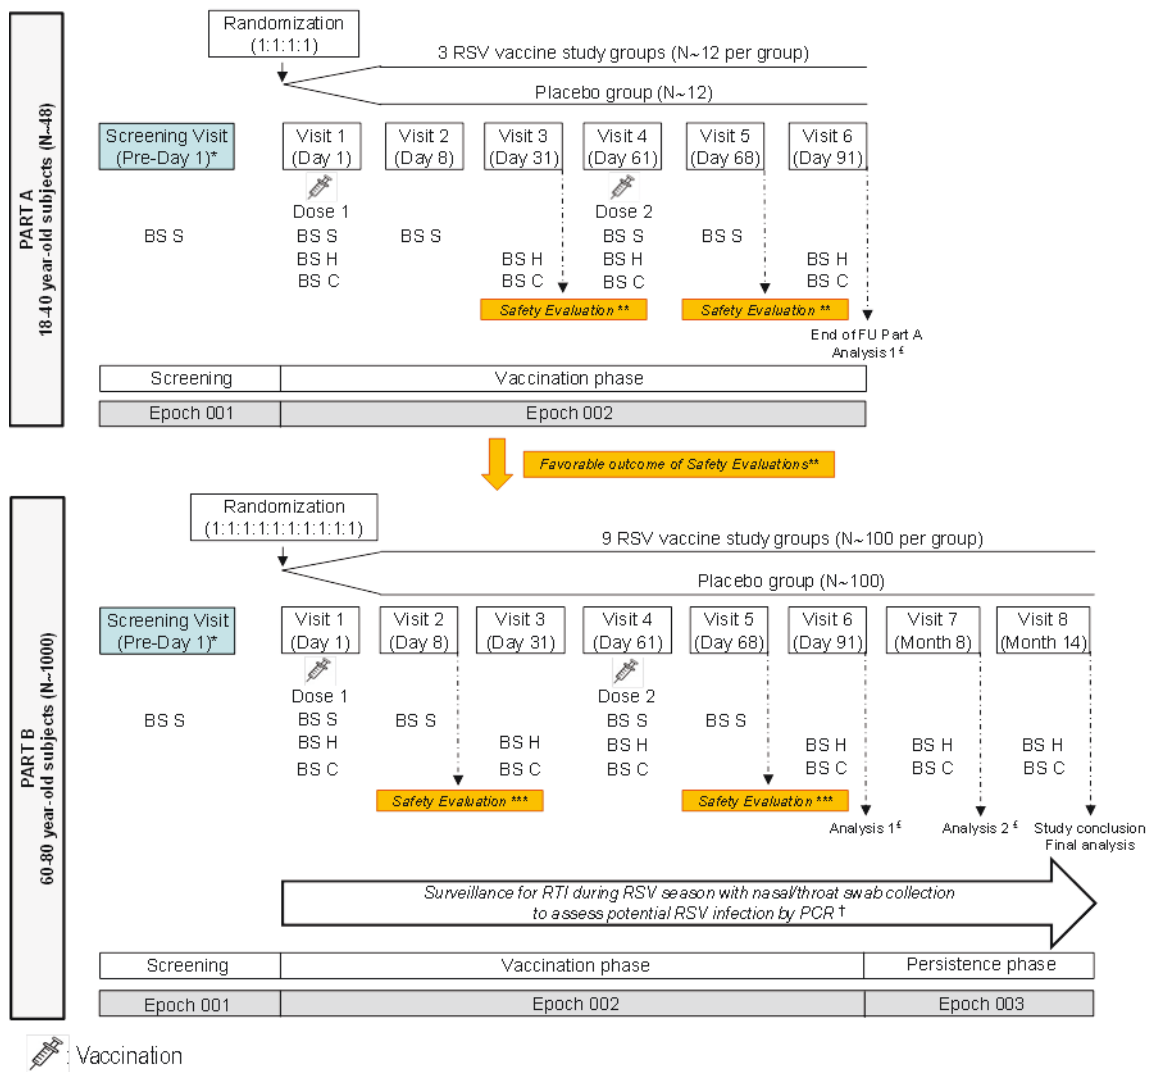 Randomization
(1:1:1:1)
3 RSV vaccine study groups (N~12 per group)
Placebo group (N~12)
PART A
18-40 year-old subjects (N~48)
Screening Visit
(Pre-Day 1)*
Visit 1
(Day 1)
Visit 2
(Day 8)
Visit 3
(Day 31)
Visit 4
(Day 61)
Visit 5
(Day 68)
Visit 6
(Day 91)
Dose 1
Dose 2
BS S
BS S
BS S
BS S
BS S
BS H
BS H
BS H
BS H
BS C
BS C
BS C
BS C
Safety Evaluation **
Safety Evaluation **
End of FU Part A
Analysis 1 £
Screening
Vaccination phase
Epoch 001
Epoch 002
Favorable outcome of Safety Evaluations**
PART B
60-80 year-old subjects (N~1000)
Randomization
(1:1:1:1:1:1:1:1:1:1)
9 RSV vaccine study groups (N~100 per group)
Placebo group (N~100)
Screening Visit
(Pre-Day 1)*
Visit 1
(Day 1)
Visit 2
(Day 8)
Visit 3
(Day 31)
Visit 4
(Day 61)
Visit 5
(Day 68)
Visit 6
(Day 91)
Visit 7
(Month 8)
Visit 8
(Month 14)
Dose 1
Dose 2
BS S
BS S
BS S
BS S
BS S
BS H
BS H
BS H
BS H
BS H
BS H
BS C
BS C
BS C
BS C
BS C
BS C
Safety Evaluation ***
Safety Evaluation ***
Analysis 1 £
Analysis 2 £
Study conclusion
Final analysis
Surveillance for RTI during RSV season with nasal/throat swab collection
to assess potential RSV infection by PCR †
Screening
Vaccination phase
Persistence phase
Epoch 001
Epoch 002
Epoch 003
: Vaccination